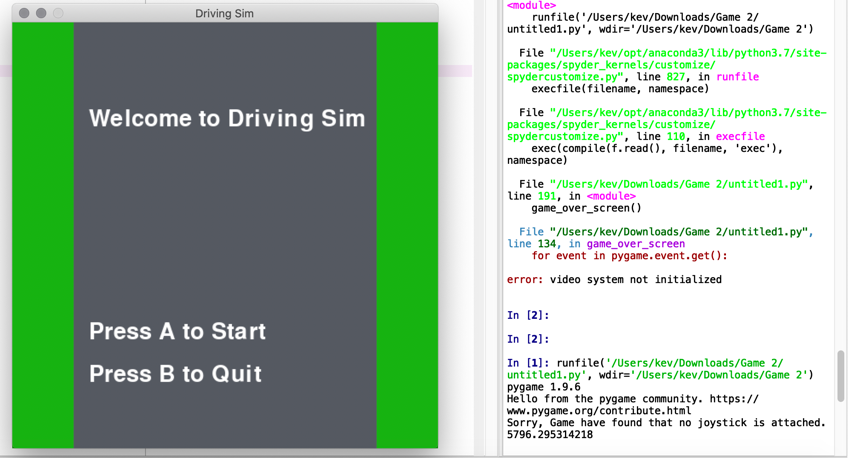 Driving Sim
Welcome to Driving Sim
Press A to Start
Press B to Quit
<module>
runfile('/Users/kev/Downloads/Game 2/
untitled1.py', wdir='/Users/kev/Downloads/Game 2')
File "/Users/kev/opt/anaconda3/lib/python3.7/site-
packages/spyder_kernels/customize/
spydercustomize.py", line 827, in runfile
execfile(filename, namespace)
File "/Users/kev/opt/anaconda3/lib/python3.7/site-
packages/spyder_kernels/customize/
spydercustomize.py", line 110, in execfile
exec(compile(f.read(), filename, 'exec'),
namespace)
File "/Users/kev/Downloads/Game 2/untitled1.py",
line 191, in <module>
game_over_screen()
File "/Users/kev/Downloads/Game 2/untitled1.py",
line 134, in game_over_screen
for event in pygame.event.get():
error: video system not initialized
In [2]:
In [2]:
In [1]: runfile('/Users/kev/Downloads/Game 2/
untitled1.py', wdir='/Users/kev/Downloads/Game 2')
pygame 1.9.6
Hello from the pygame community. https://
www.pygame.org/contribute.html
Sorry, Game have found that no joystick is attached.
5796.295314218